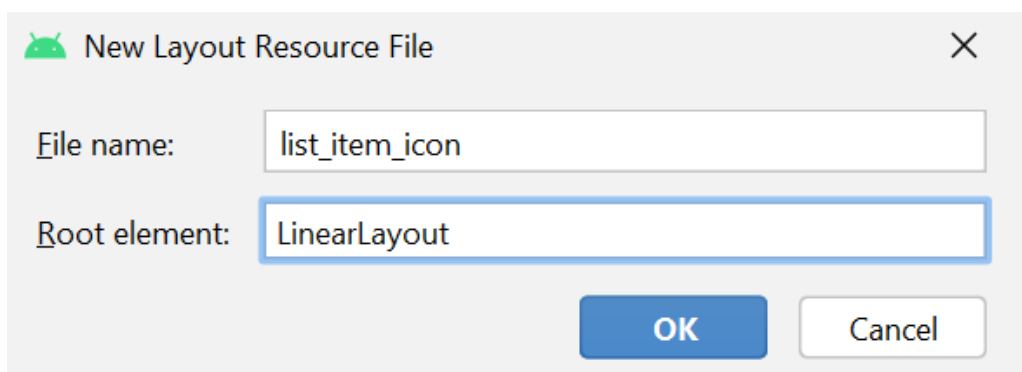 New Layout Resource File
File name: list_item_icon
Root element: LinearLayout
OK Cancel